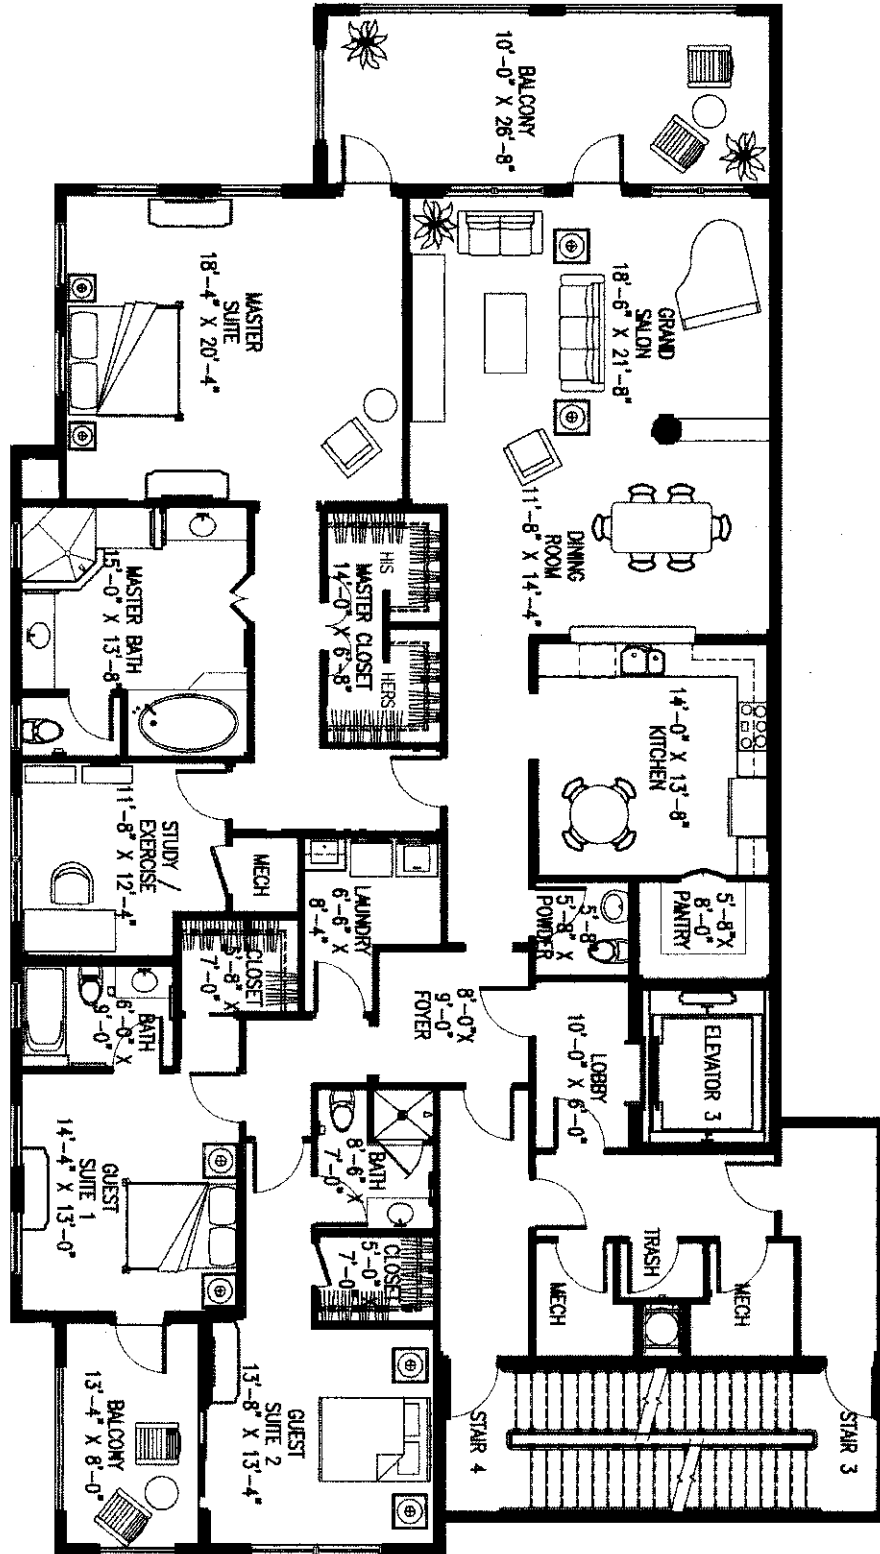 BALCONY
10'-0" X 26'-8"
GRAND
SALON
18'-6" X 21'-8"
MASTER
SUITE
18'-4" X 20'-4"
DINING
ROOM
11'-8" X 14'-4"
HIS
HERS
MASTER CLOSET
14'-0" X 6'-8"
MASTER BATH
15'-0" X 13'-8"
KITCHEN
14'-0" X 13'-8"
STUDY /
EXERCISE
11'-8" X 12'-4"
MECH
LAUNDRY
6'-6" X
8'-4"
PANTRY
5'-8"X
8'-0"
POWDER
5'-8"X
5'-8"
CLOSET
5'-8" X
7'-0"
FOYER
8'-0"X
9'-0"
LOBBY
10'-0" X 6'-0"
ELEVATOR 3
BATH
6'-0" X
9'-0"
GUEST
SUITE 1
14'-4" X 13'-0"
BATH
8'-6" X
7'-0"
CLOSET
5'-0" X
7'-0"
TRASH
MECH
MECH
GUEST
SUITE 2
13'-8" X 13'-4"
BALCONY
13'-4" X 8'-0"
STAIR 4
STAIR 3